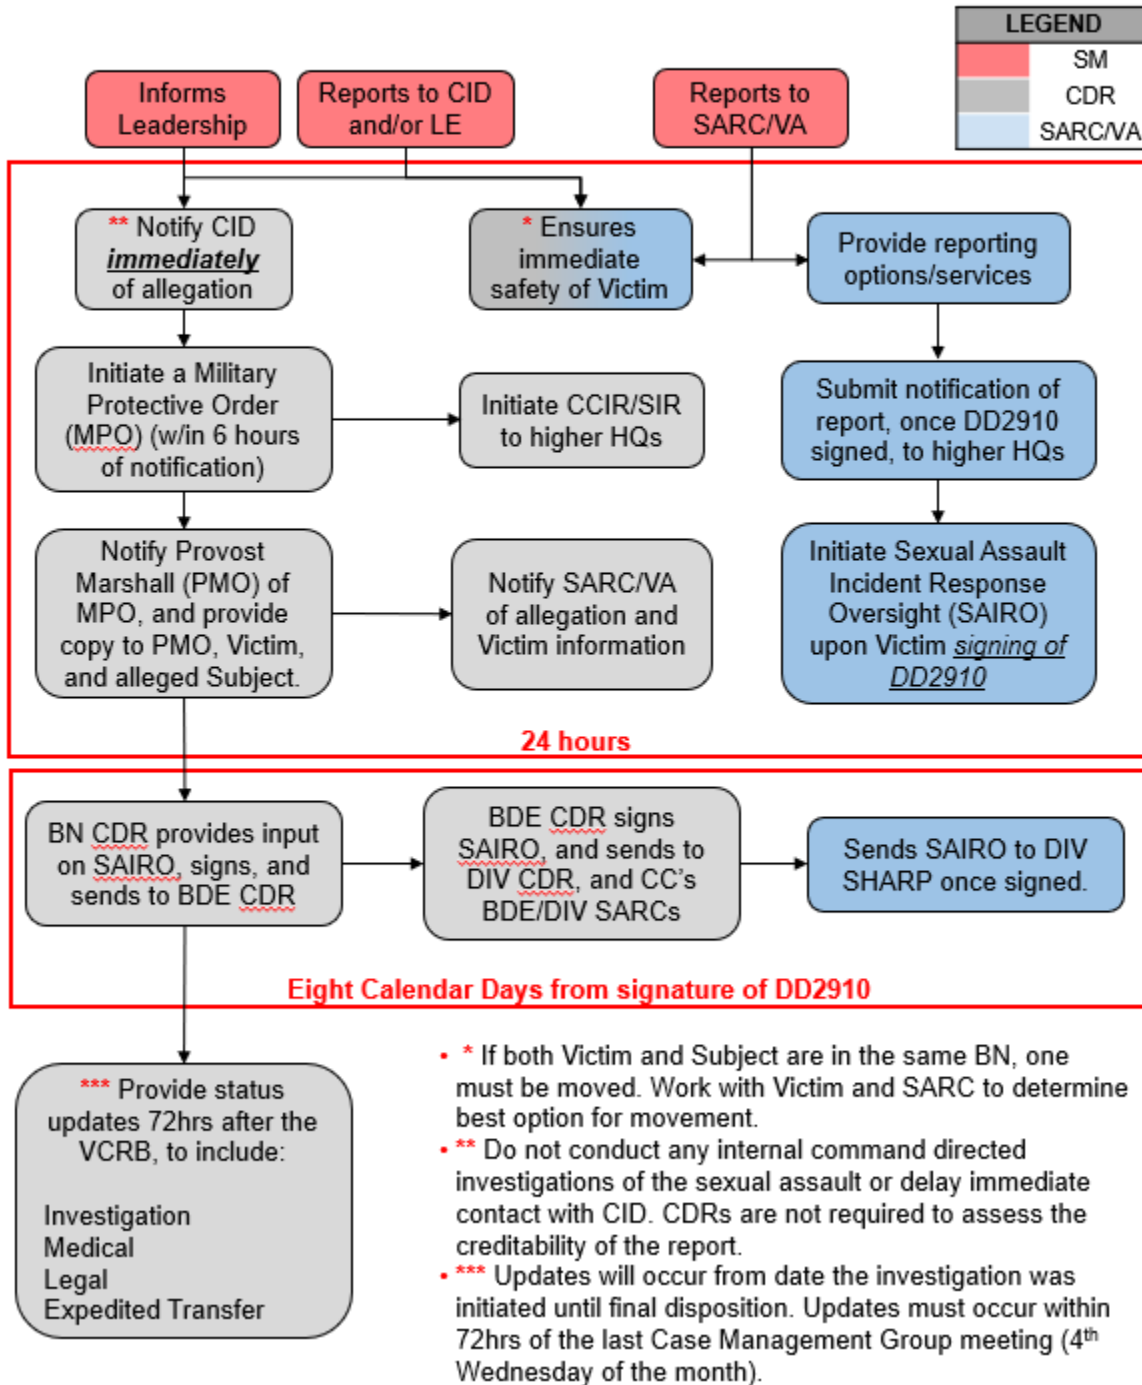 LEGEND
SM
CDR
SARC/VA
Informs
Leadership
Reports to CID
and/or LE
Reports to
SARC/VA
** Notify CID
immediately
of allegation
* Ensures
immediate
safety of Victim
Provide reporting
options/services
Initiate a Military
Protective Order
(MPO) (w/in 6 hours
of notification)
Initiate CCIR/SIR
to higher HQs
Submit notification of
report, once DD2910
signed, to higher HQs
Notify Provost
Marshall (PMO) of
MPO, and provide
copy to PMO, Victim,
and alleged Subject.
Notify SARC/VA
of allegation and
Victim information
Initiate Sexual Assault
Incident Response
Oversight (SAIRO)
upon Victim signing of
DD2910
24 hours
BN CDR provides input
on SAIRO, signs, and
sends to BDE CDR
BDE CDR signs
SAIRO, and sends to
DIV CDR, and CC's
BDE/DIV SARCs
Sends SAIRO to DIV
SHARP once signed.
Eight Calendar Days from signature of DD2910
*** Provide status
updates 72hrs after the
VCRB, to include:
Investigation
Medical
Legal
Expedited Transfer
• * If both Victim and Subject are in the same BN, one
must be moved. Work with Victim and SARC to determine
best option for movement.
• ** Do not conduct any internal command directed
investigations of the sexual assault or delay immediate
contact with CID. CDRs are not required to assess the
creditability of the report.
• *** Updates will occur from date the investigation was
initiated until final disposition. Updates must occur within
72hrs of the last Case Management Group meeting (4th
Wednesday of the month).